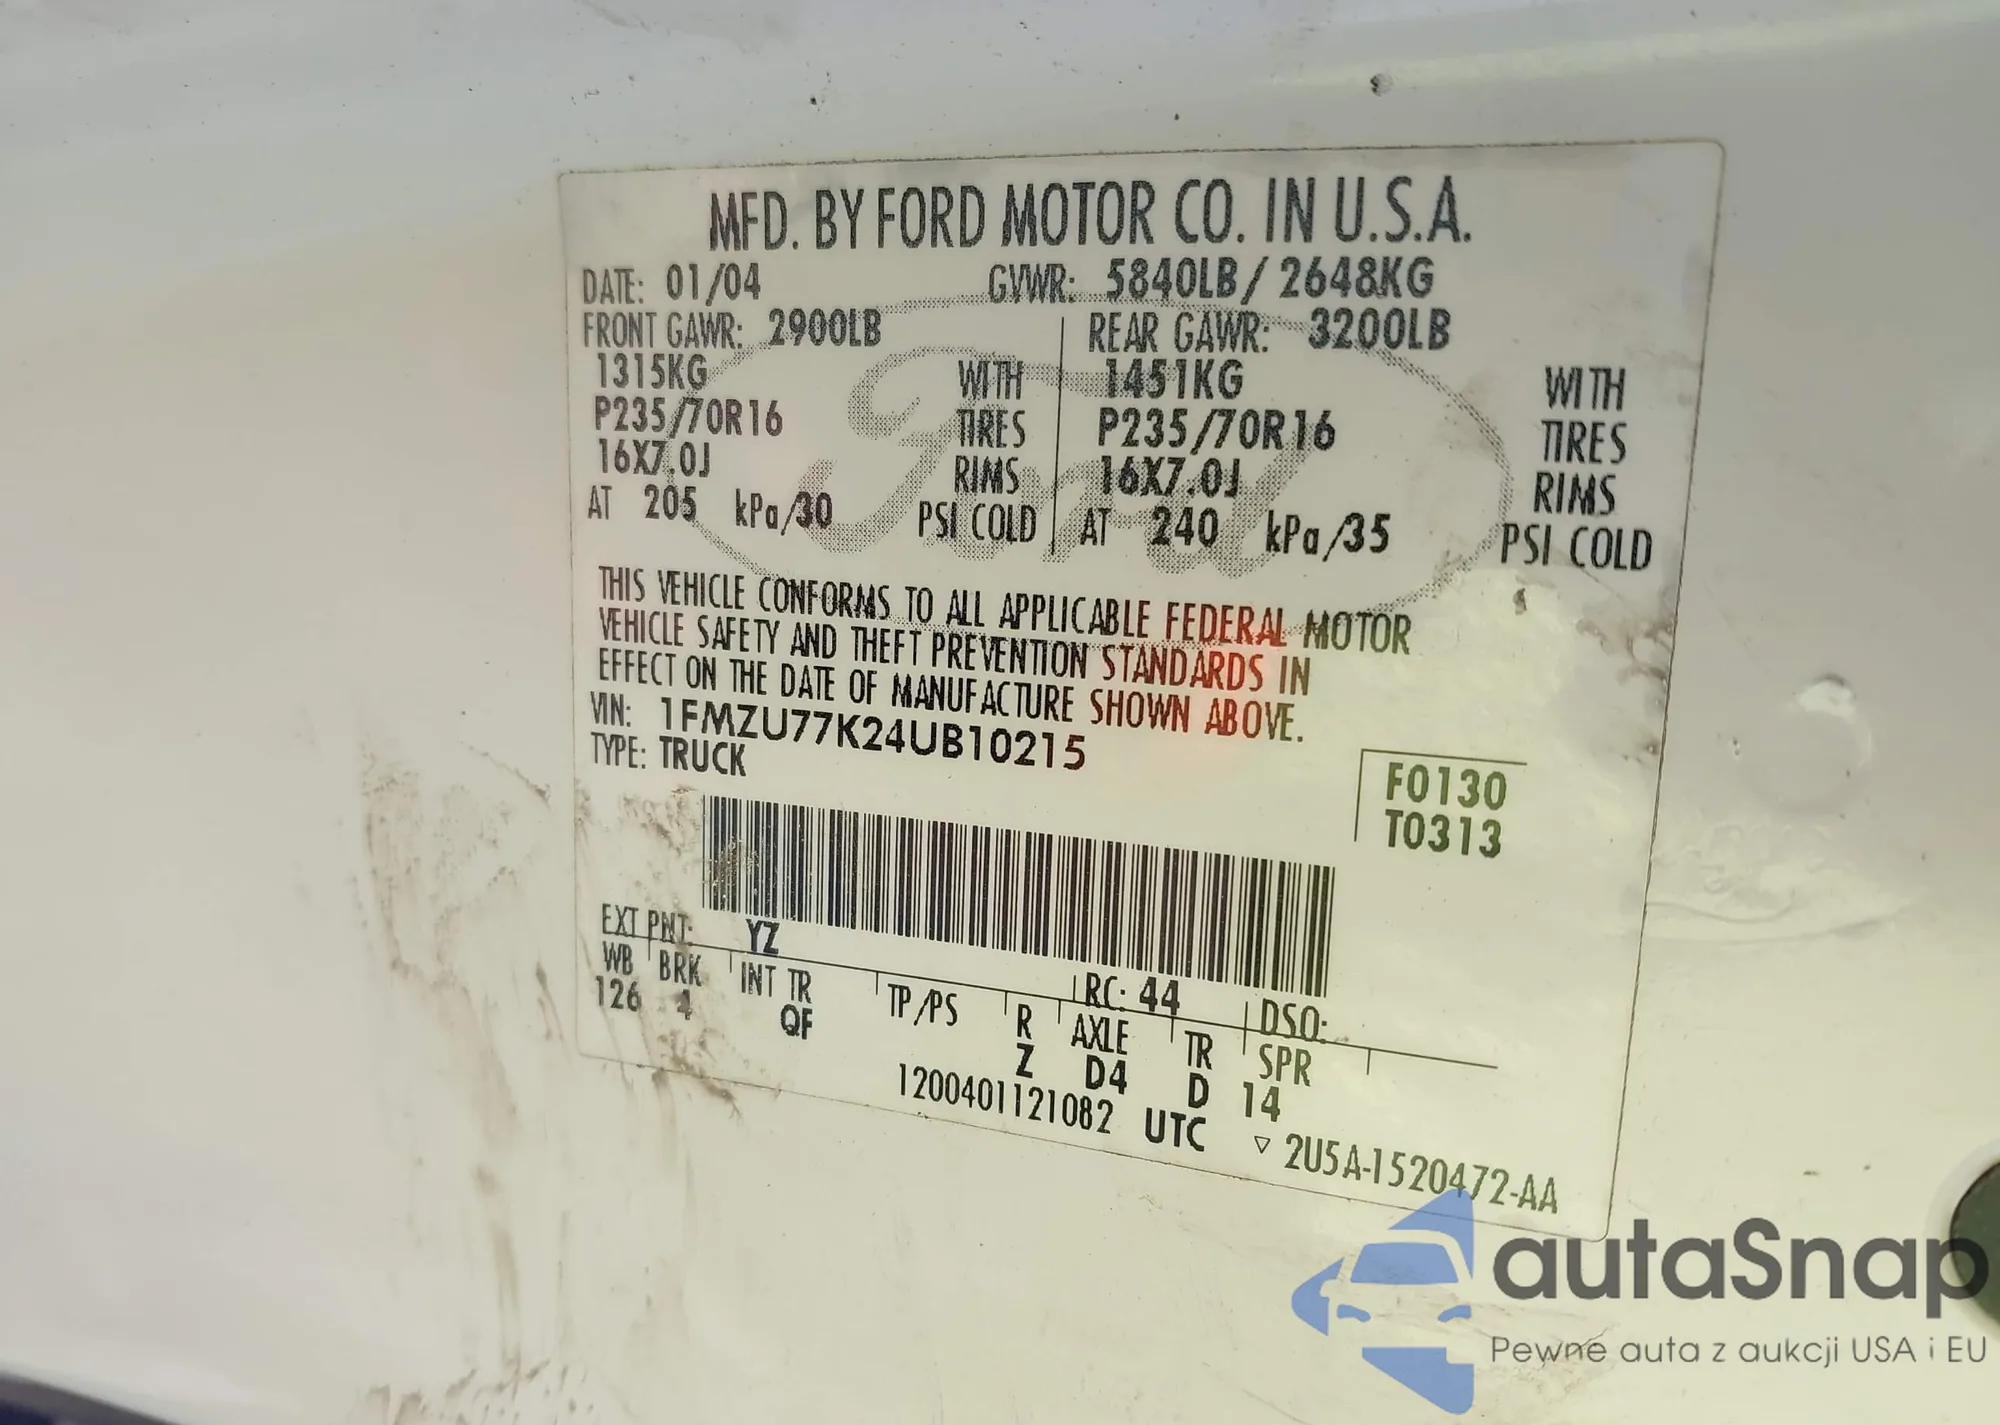 MFD. BY FORD MOTOR CO. IN U.S.A.
DATE: 01/04 GVWR: 5840LB / 2648KG
FRONT GAWR: 2900LB REAR GAWR: 3200LB
1315KG WITH 1451KG WITH
P235/70R16 TIRES P235/70R16 TIRES
16X7.0J RIMS 16X7.0J RIMS
AT 205 kPa/30 PSI COLD AT 240 kPa/35 PSI COLD
Ford
THIS VEHICLE CONFORMS TO ALL APPLICABLE FEDERAL MOTOR
VEHICLE SAFETY AND THEFT PREVENTION STANDARDS IN
EFFECT ON THE DATE OF MANUFACTURE SHOWN ABOVE.
VIN: 1FMZU77K24UB10215
TYPE: TRUCK
F0130
T0313
EXT PNT: YZ RC: 44 DSO:
WB BRK INT TR TP/PS R AXLE TR SPR
126 4 QF Z D4 D 14
1200401121082 UTC ▽ 2U5A-1520472-AA
autaSnap
Pewne auta z aukcji USA i EU